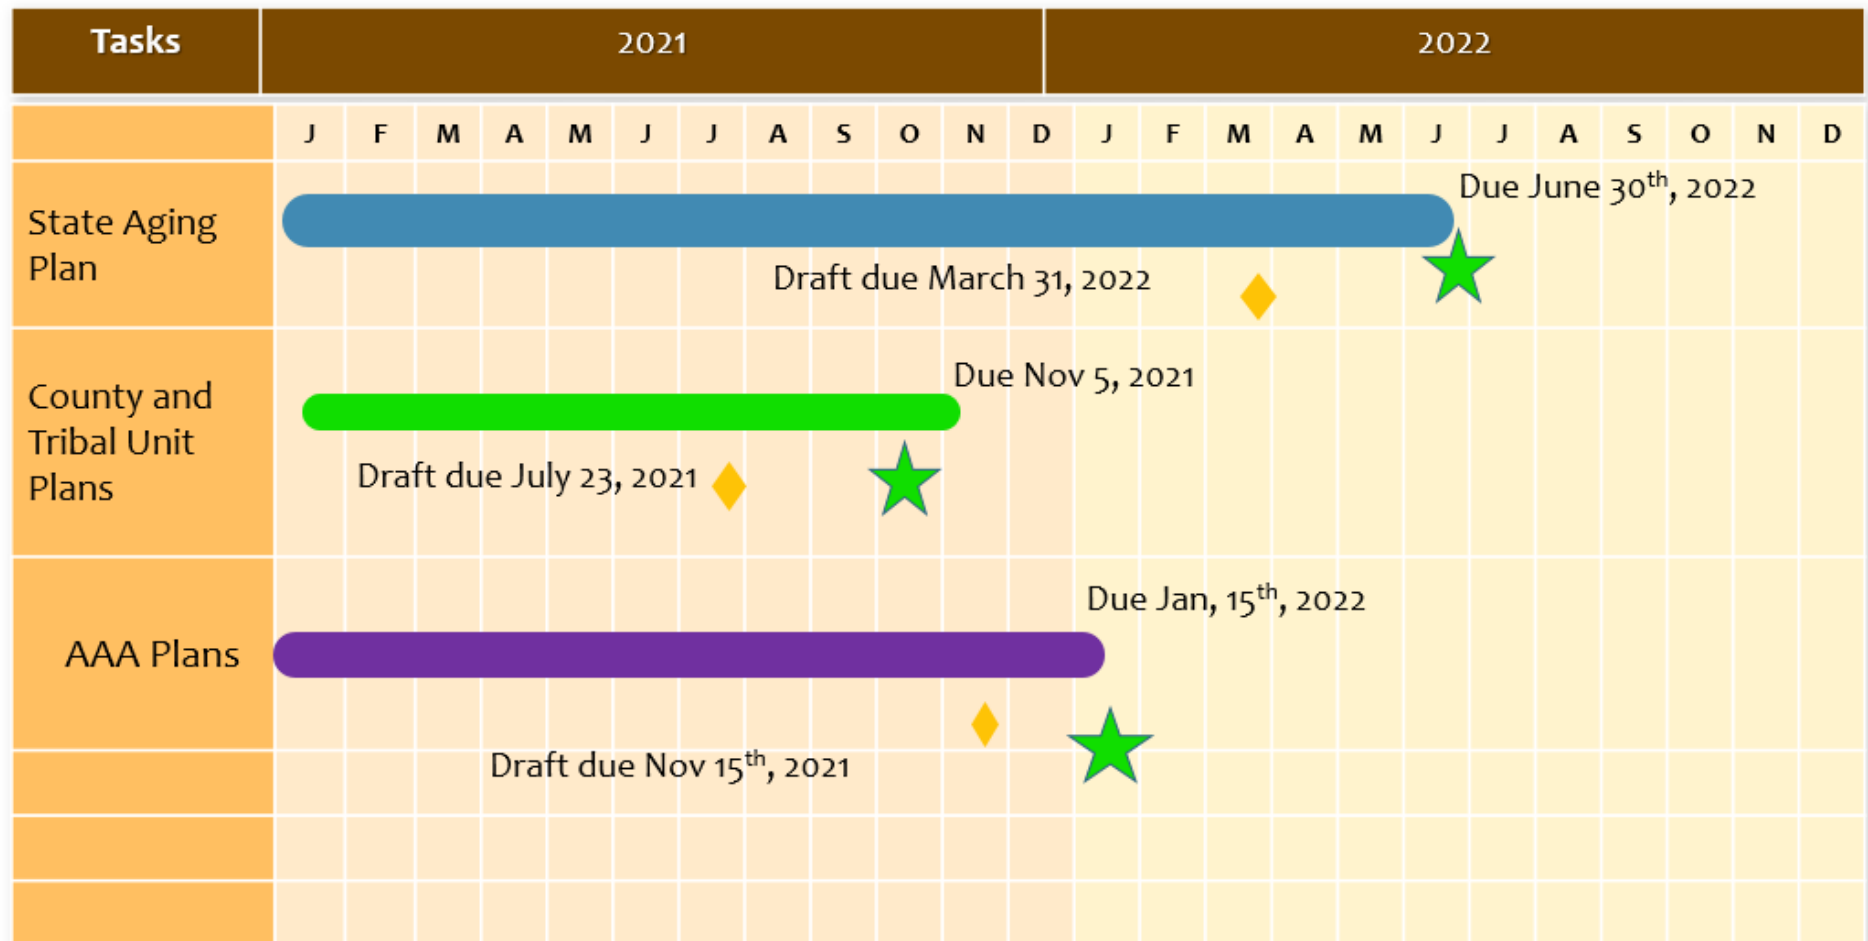 Tasks 2021 2022
J F M A M J J A S O N D J F M A M J J A S O N D
State Aging
Plan
Due June 30th, 2022
Draft due March 31, 2022
County and
Tribal Unit
Plans
Due Nov 5, 2021
Draft due July 23, 2021
AAA Plans
Due Jan, 15th, 2022
Draft due Nov 15th, 2021